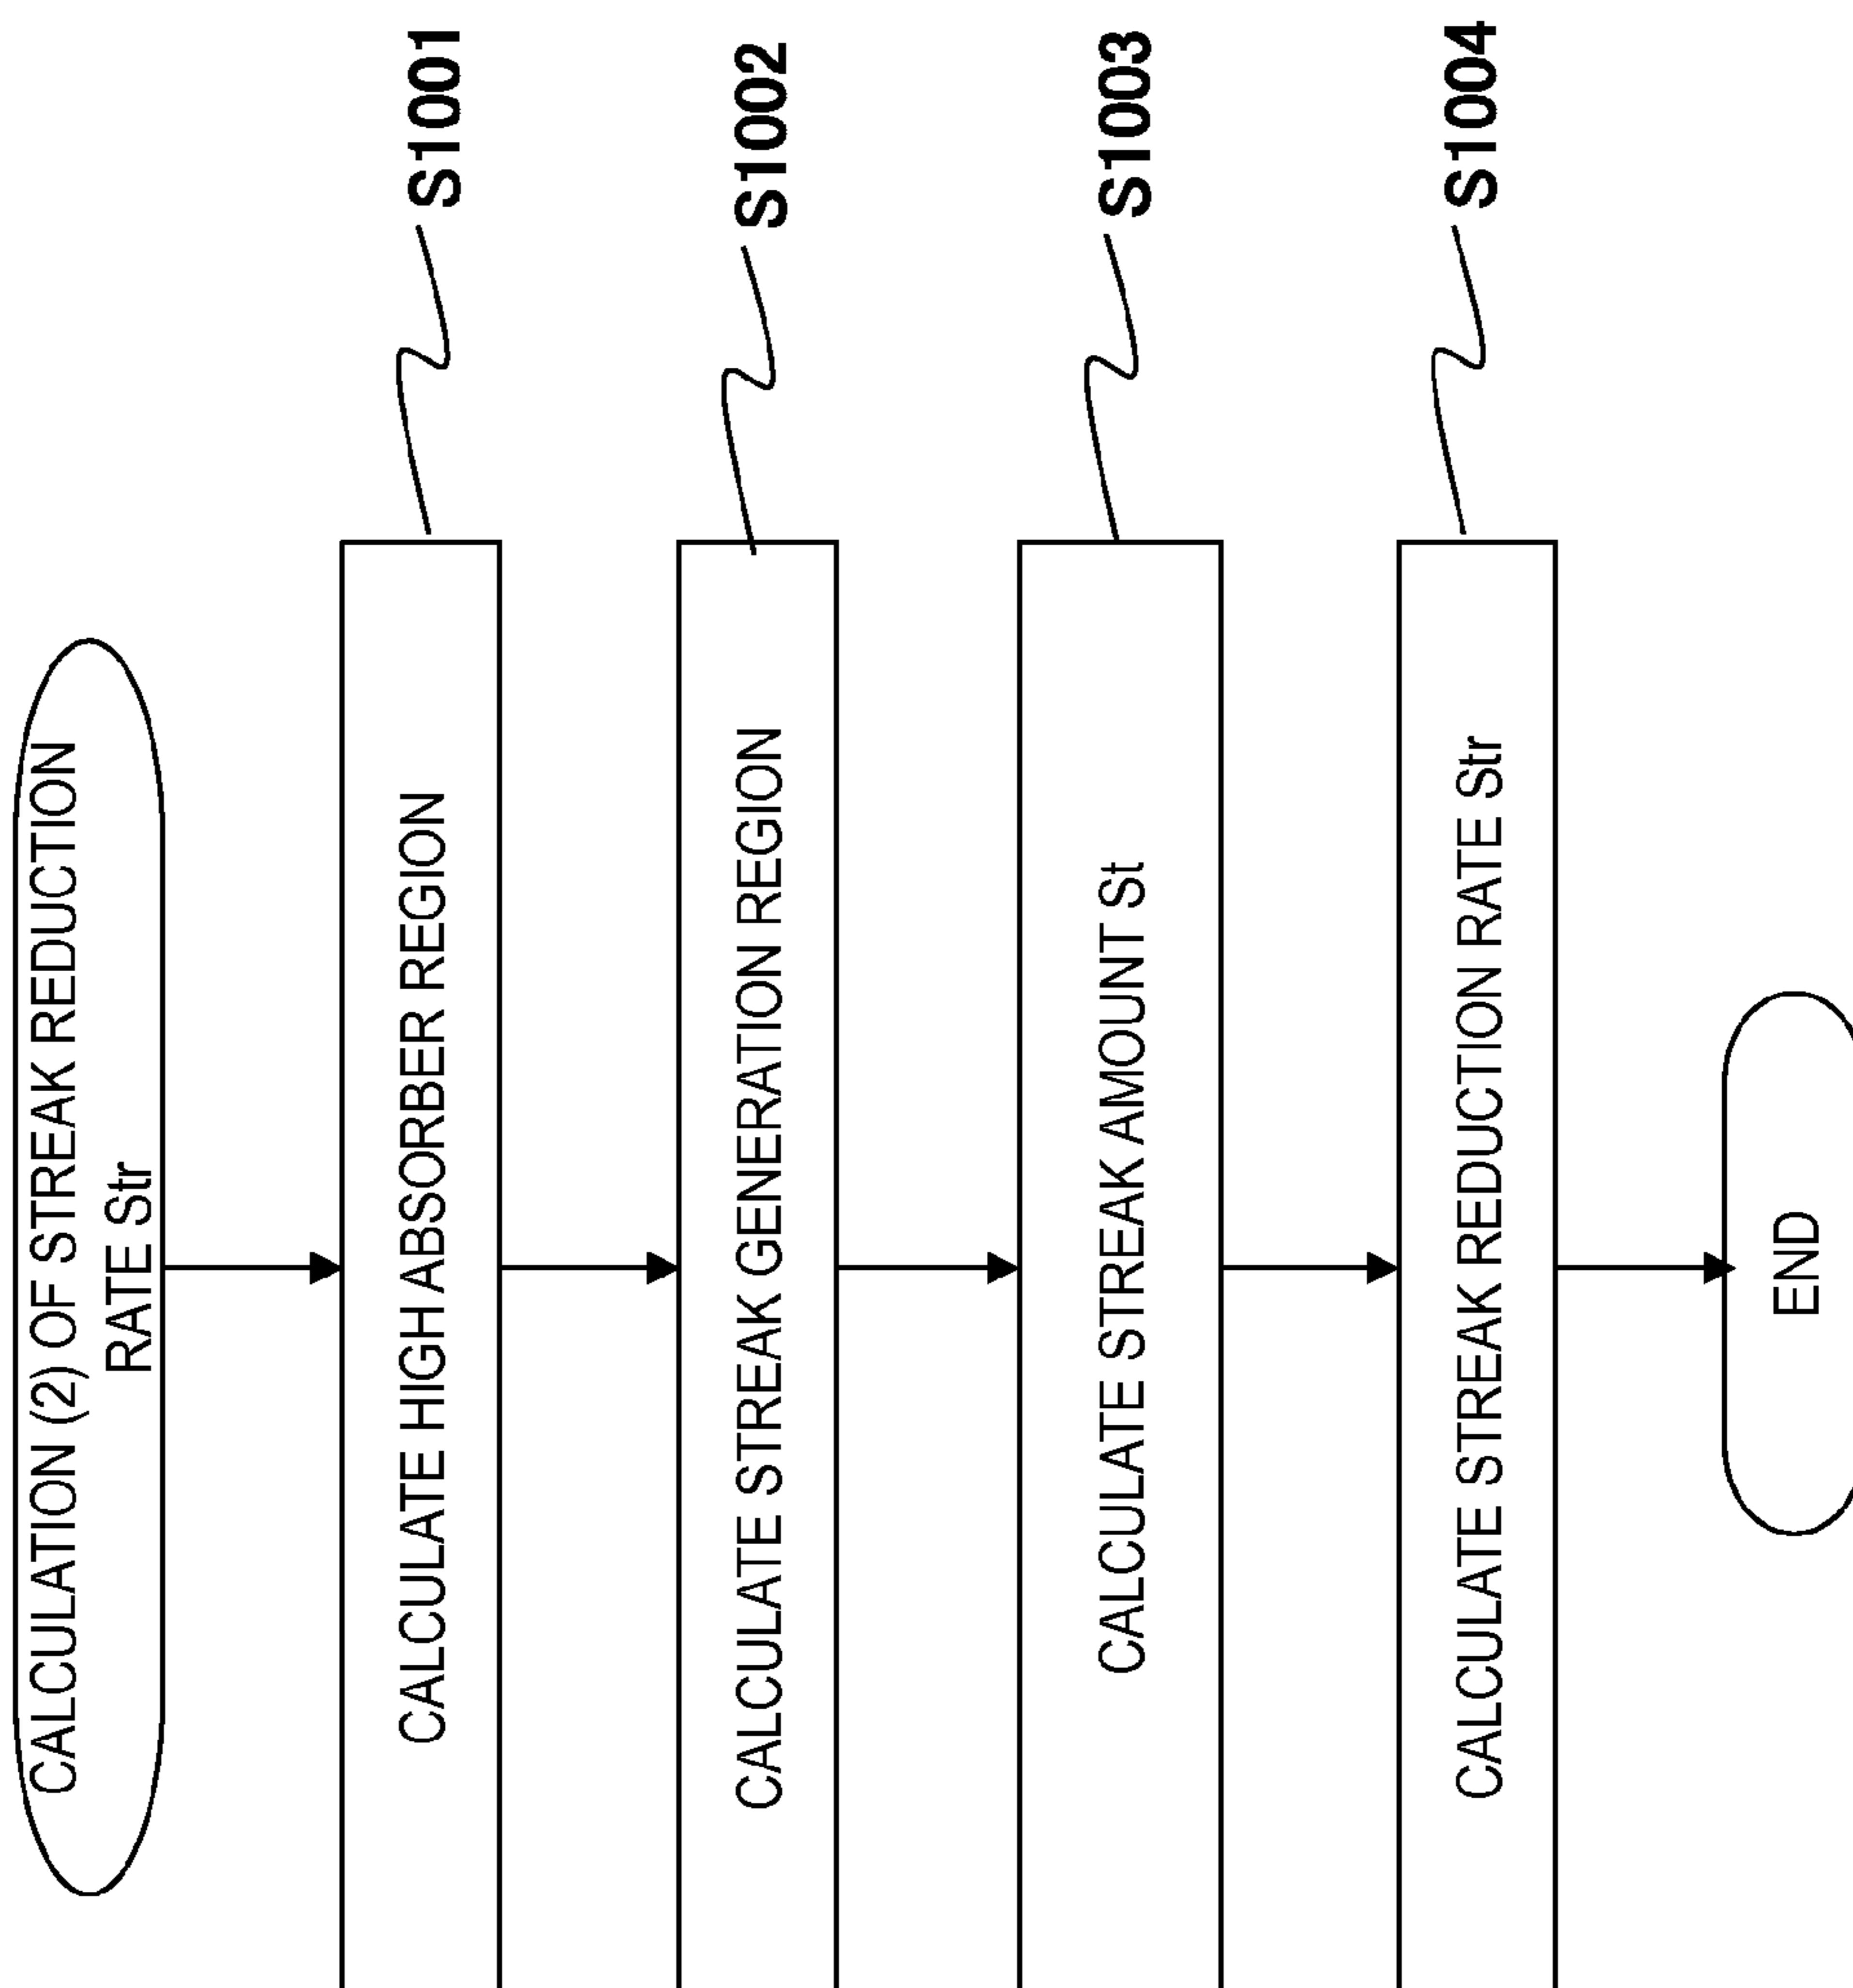 CALCULATION (2) OF STREAK REDUCTION
RATE Str
CALCULATE HIGH ABSORBER REGION
S1001
CALCULATE STREAK GENERATION REGION
S1002
CALCULATE STREAK AMOUNT St
S1003
CALCULATE STREAK REDUCTION RATE Str
S1004
END